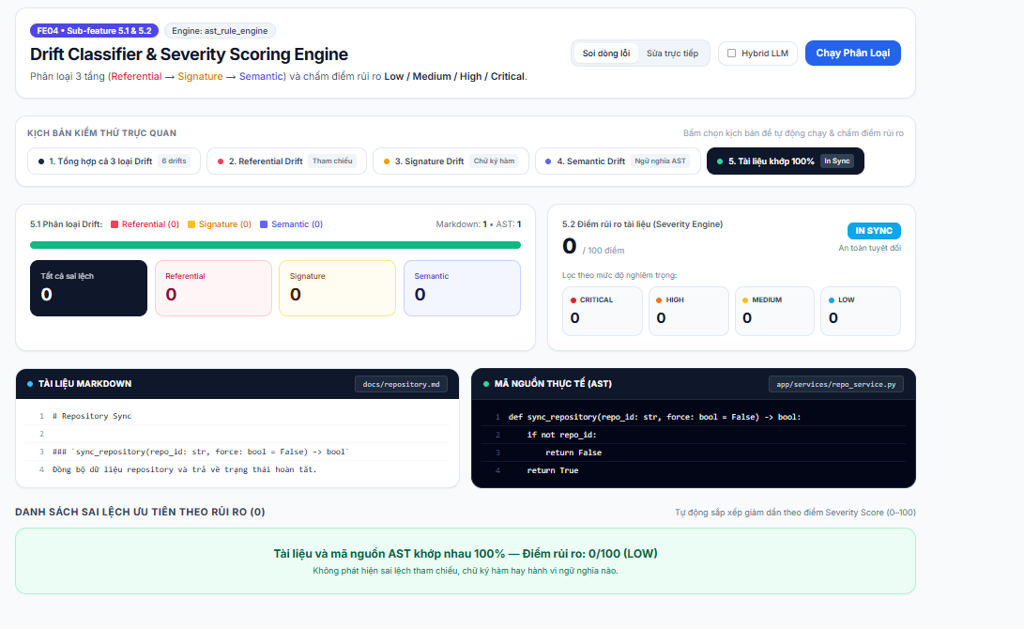 FE04 • Sub-feature 5.1 & 5.2 Engine: ast_rule_engine
Drift Classifier & Severity Scoring Engine
Phân loại 3 tầng (Referential → Signature → Semantic) và chấm điểm rủi ro Low / Medium / High / Critical.
Soi dòng lỗi Sửa trực tiếp Hybrid LLM Chạy Phân Loại
KỊCH BẢN KIỂM THỬ TRỰC QUAN Bấm chọn kịch bản để tự động chạy & chấm điểm rủi ro
1. Tổng hợp cả 3 loại Drift 6 drifts 2. Referential Drift Tham chiếu 3. Signature Drift Chữ ký hàm 4. Semantic Drift Ngữ nghĩa AST 5. Tài liệu khớp 100% In Sync
5.1 Phân loại Drift: Referential (0) Signature (0) Semantic (0) Markdown: 1 • AST: 1
Tất cả sai lệch Referential Signature Semantic
0 0 0 0
5.2 Điểm rủi ro tài liệu (Severity Engine) IN SYNC
0 / 100 điểm An toàn tuyệt đối
Lọc theo mức độ nghiêm trọng:
CRITICAL HIGH MEDIUM LOW
0 0 0 0
TÀI LIỆU MARKDOWN docs/repository.md
1 # Repository Sync
2
3 ### `sync_repository(repo_id: str, force: bool = False) -> bool`
4 Đồng bộ dữ liệu repository và trả về trạng thái hoàn tất.
MÃ NGUỒN THỰC TẾ (AST) app/services/repo_service.py
1 def sync_repository(repo_id: str, force: bool = False) -> bool:
2 if not repo_id:
3 return False
4 return True
DANH SÁCH SAI LỆCH ƯU TIÊN THEO RỦI RO (0) Tự động sắp xếp giảm dần theo điểm Severity Score (0–100)
Tài liệu và mã nguồn AST khớp nhau 100% — Điểm rủi ro: 0/100 (LOW)
Không phát hiện sai lệch tham chiếu, chữ ký hàm hay hành vi ngữ nghĩa nào.